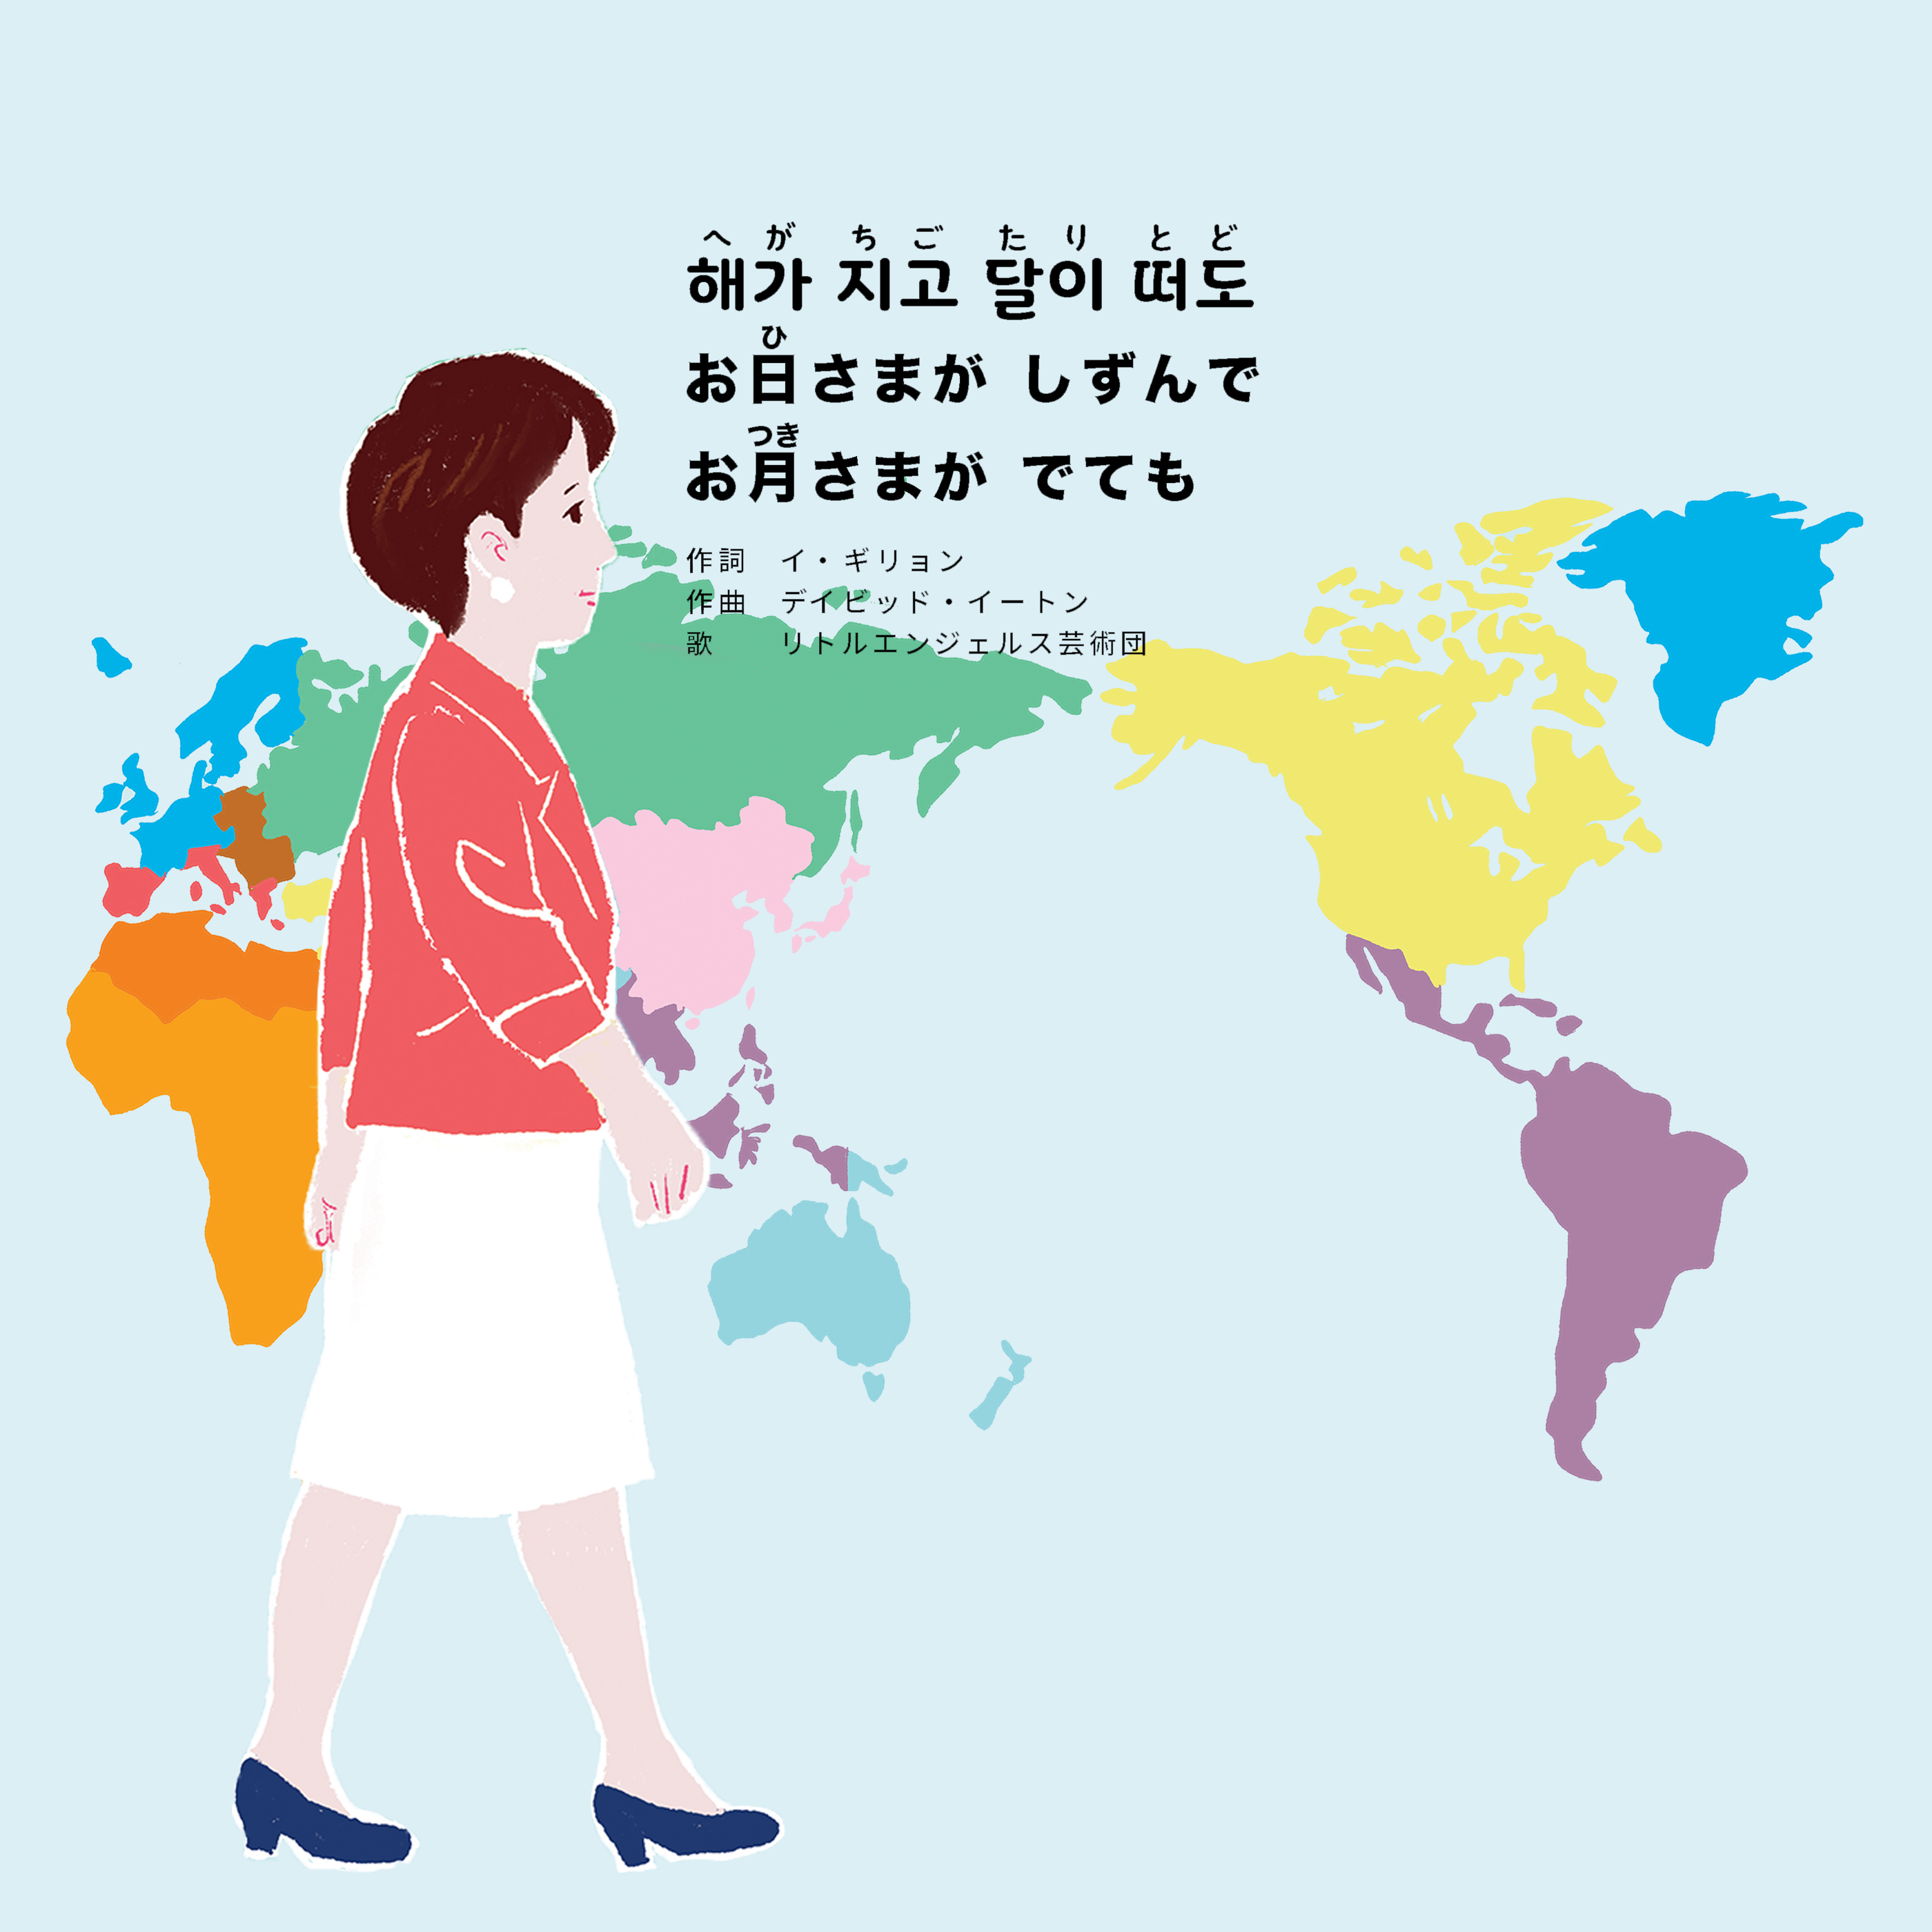 へ が ち ご た り と ど
해가 지고 달이 떠도
ひ
お日さまが しずんで
つき
お月さまが でても
作詞 イ・ギリョン
作曲 デイビッド・イートン
歌 リトルエンジェルス芸術団